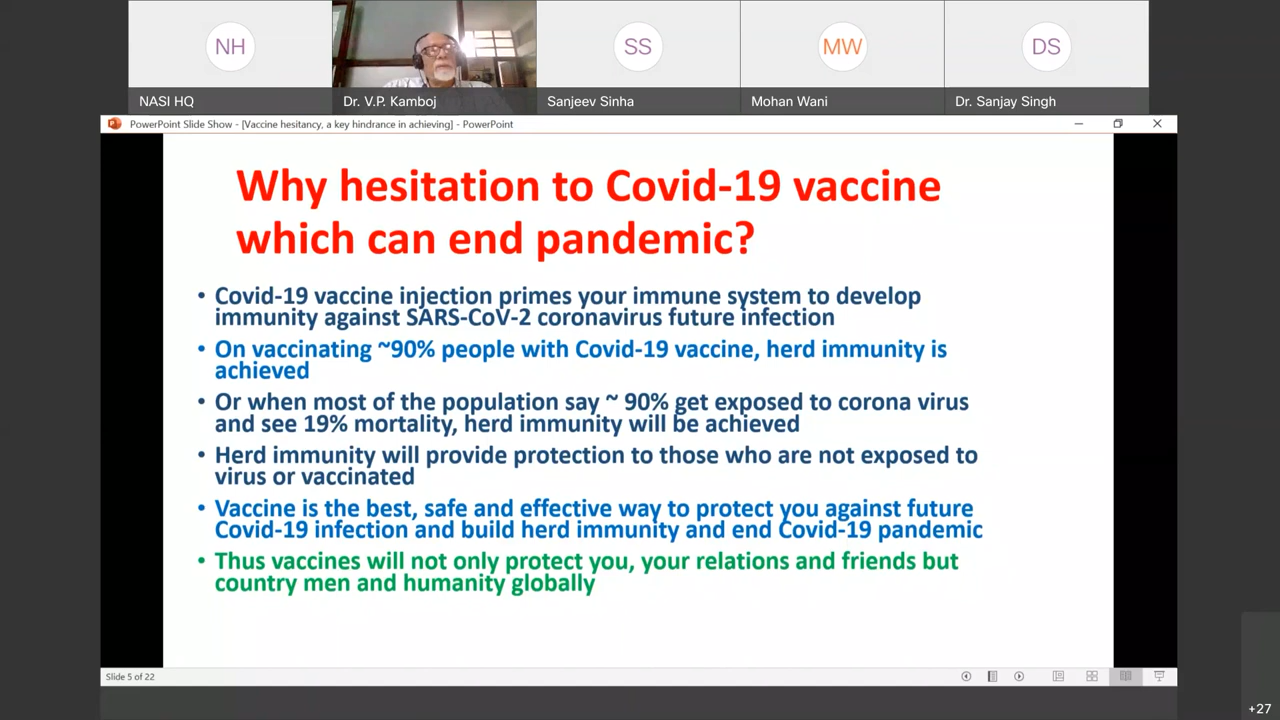 NH
SS
MW
DS
NASI HQ
Dr. V.P. Kamboj
Sanjeev Sinha
Mohan Wani
Dr. Sanjay Singh
PowerPoint Slide Show - [Vaccine hesitancy, a key hindrance in achieving] - PowerPoint
Why hesitation to Covid-19 vaccine
which can end pandemic?
• Covid-19 vaccine injection primes your immune system to develop
immunity against SARS-CoV-2 coronavirus future infection
• On vaccinating ~90% people with Covid-19 vaccine, herd immunity is
achieved
• Or when most of the population say ~ 90% get exposed to corona virus
and see 19% mortality, herd immunity will be achieved
• Herd immunity will provide protection to those who are not exposed to
virus or vaccinated
• Vaccine is the best, safe and effective way to protect you against future
Covid-19 infection and build herd immunity and end Covid-19 pandemic
• Thus vaccines will not only protect you, your relations and friends but
country men and humanity globally
Slide 5 of 22
+27